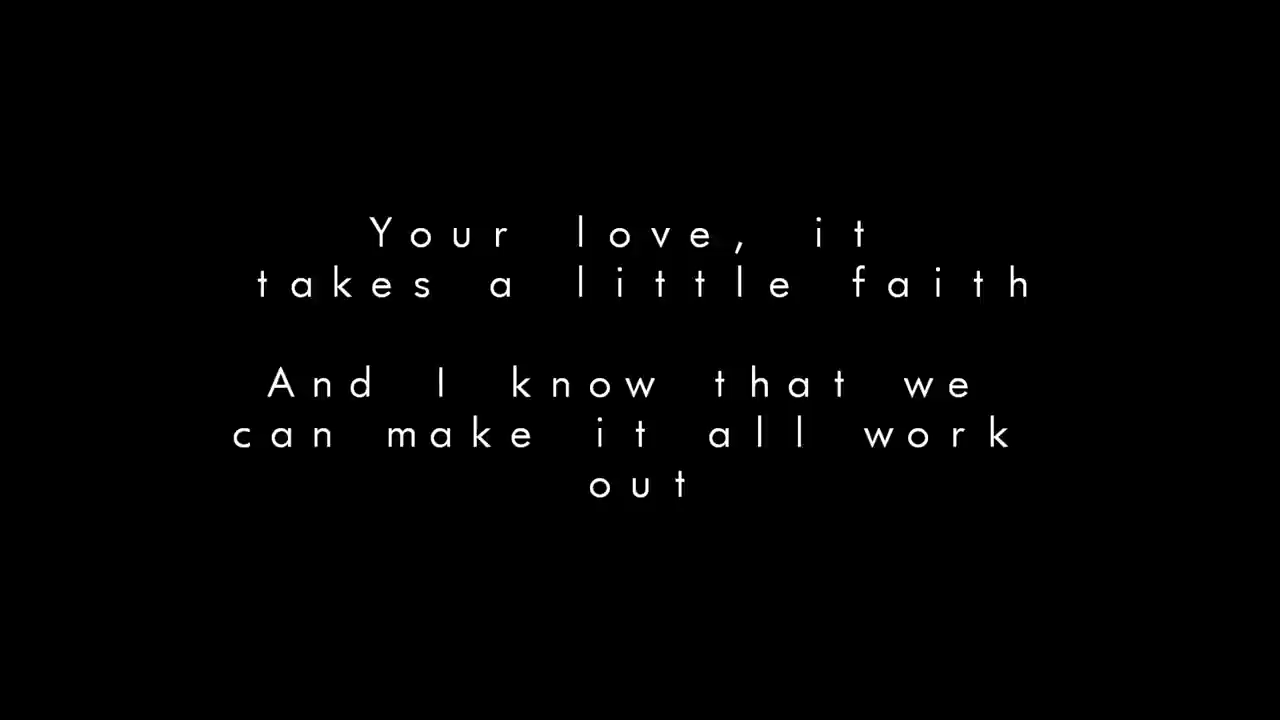 Your love, it
takes a little faith
And I know that we
can make it all work
out